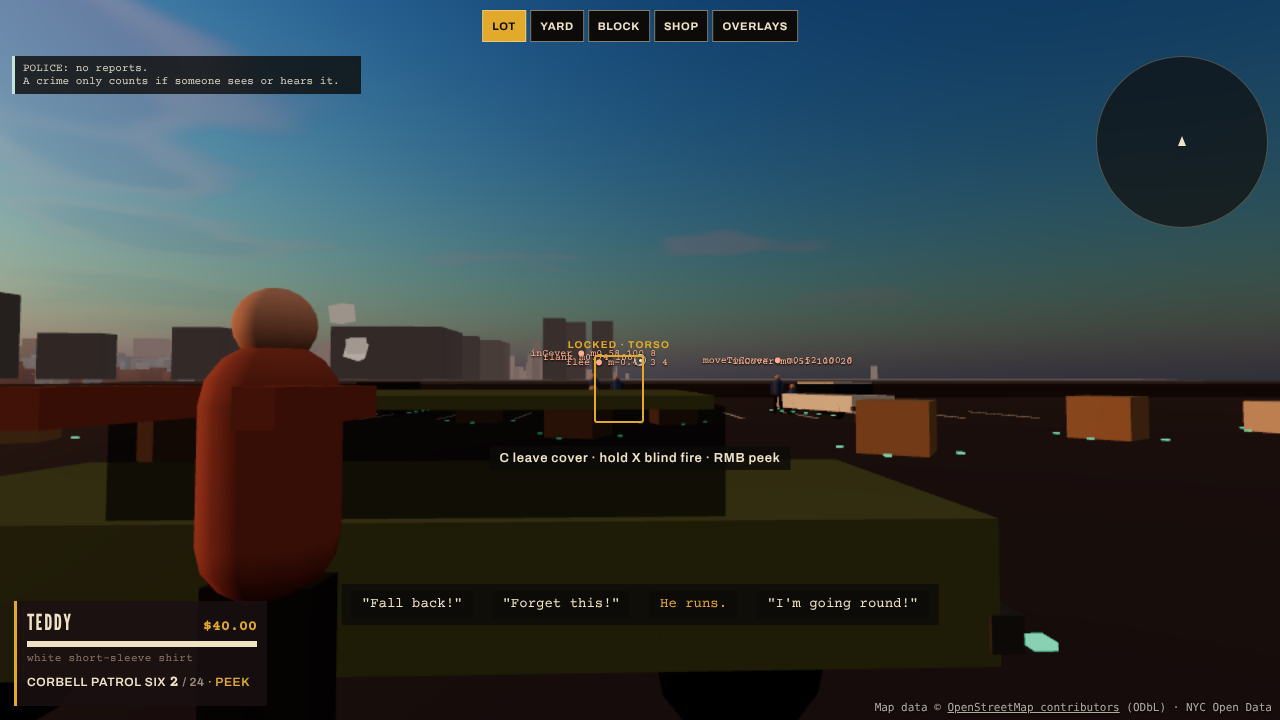 LOT
YARD
BLOCK
SHOP
OVERLAYS
POLICE: no reports.
A crime only counts if someone sees or hears it.
LOCKED · TORSO
C leave cover · hold X blind fire · RMB peek
"Fall back!"
"Forget this!"
He runs.
"I'm going round!"
TEDDY
$40.00
white short-sleeve shirt
CORBELL PATROL SIX 2 / 24 · PEEK
Map data © OpenStreetMap contributors (ODbL) · NYC Open Data